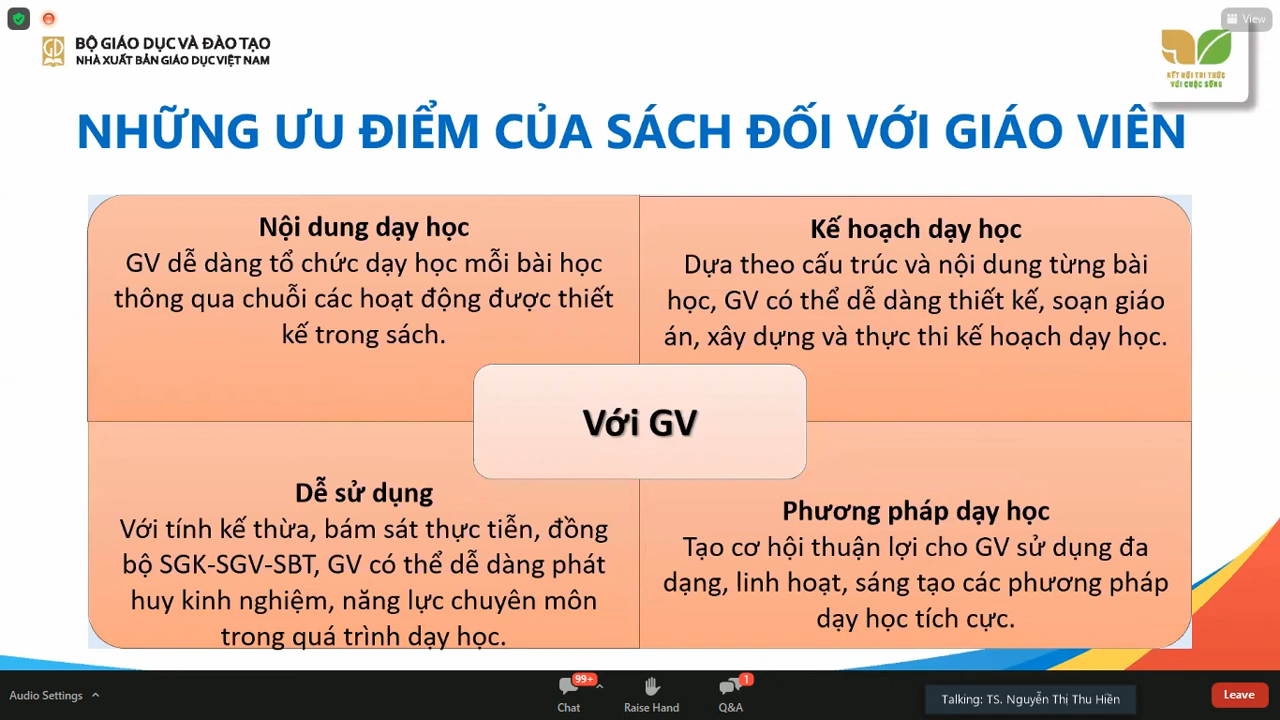 View
BỘ GIÁO DỤC VÀ ĐÀO TẠO
NHÀ XUẤT BẢN GIÁO DỤC VIỆT NAM
KẾT NỐI TRI THỨC
VỚI CUỘC SỐNG
NHỮNG ƯU ĐIỂM CỦA SÁCH ĐỐI VỚI GIÁO VIÊN
Nội dung dạy học
GV dễ dàng tổ chức dạy học mỗi bài học
thông qua chuỗi các hoạt động được thiết
kế trong sách.
Kế hoạch dạy học
Dựa theo cấu trúc và nội dung từng bài
học, GV có thể dễ dàng thiết kế, soạn giáo
án, xây dựng và thực thi kế hoạch dạy học.
Với GV
Dễ sử dụng
Với tính kế thừa, bám sát thực tiễn, đồng
bộ SGK-SGV-SBT, GV có thể dễ dàng phát
huy kinh nghiệm, năng lực chuyên môn
trong quá trình dạy học.
Phương pháp dạy học
Tạo cơ hội thuận lợi cho GV sử dụng đa
dạng, linh hoạt, sáng tạo các phương pháp
dạy học tích cực.
Audio Settings
99+
Chat
Raise Hand
1
Q&A
Talking: TS. Nguyễn Thị Thu Hiền
Leave